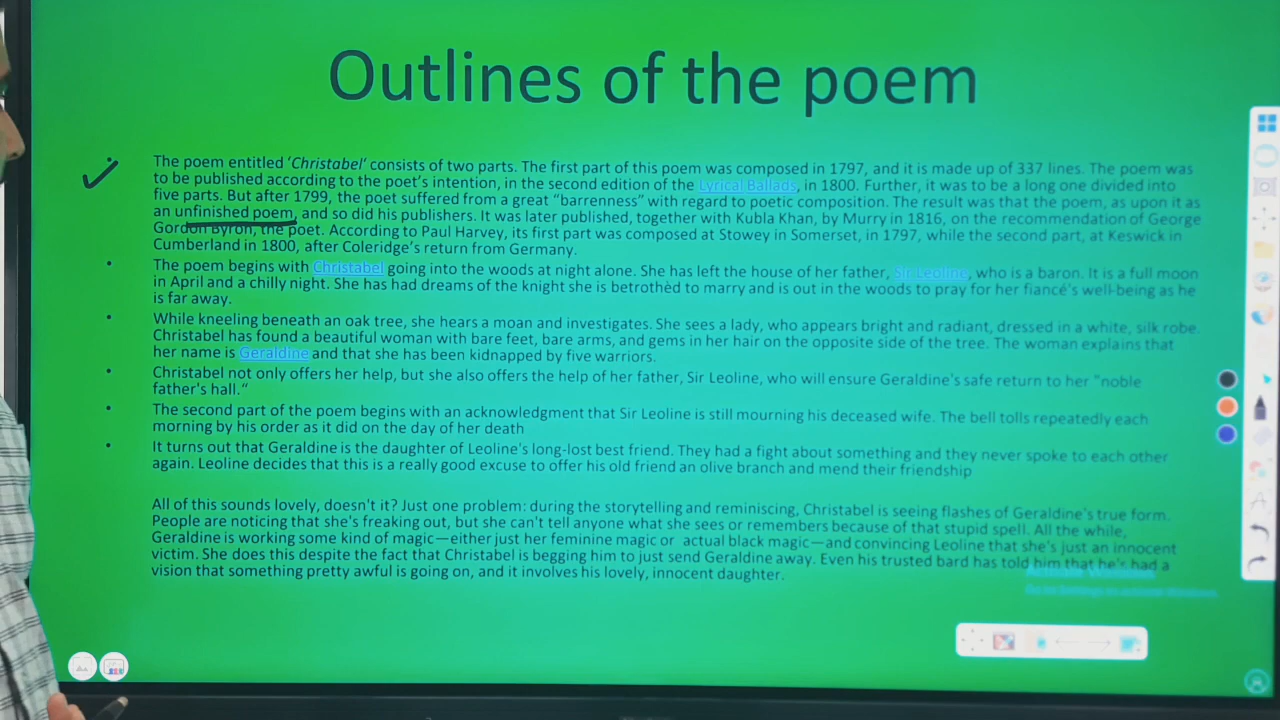 Outlines of the poem
The poem entitled ‘Christabel’ consists of two parts. The first part of this poem was composed in 1797, and it is made up of 337 lines. The poem was
to be published according to the poet’s intention, in the second edition of the Lyrical Ballads, in 1800. Further, it was to be a long one divided into
five parts. But after 1799, the poet suffered from a great “barrenness” with regard to poetic composition. The result was that the poem, as upon it as
an unfinished poem, and so did his publishers. It was later published, together with Kubla Khan, by Murry in 1816, on the recommendation of George
Gordon Byron, the poet. According to Paul Harvey, its first part was composed at Stowey in Somerset, in 1797, while the second part, at Keswick in
Cumberland in 1800, after Coleridge’s return from Germany.
• The poem begins with Christabel going into the woods at night alone. She has left the house of her father, Sir Leoline, who is a baron. It is a full moon
in April and a chilly night. She has had dreams of the knight she is betrothèd to marry and is out in the woods to pray for her fiancé's well-being as he
is far away.
• While kneeling beneath an oak tree, she hears a moan and investigates. She sees a lady, who appears bright and radiant, dressed in a white, silk robe.
Christabel has found a beautiful woman with bare feet, bare arms, and gems in her hair on the opposite side of the tree. The woman explains that
her name is Geraldine and that she has been kidnapped by five warriors.
• Christabel not only offers her help, but she also offers the help of her father, Sir Leoline, who will ensure Geraldine's safe return to her "noble
father's hall.“
• The second part of the poem begins with an acknowledgment that Sir Leoline is still mourning his deceased wife. The bell tolls repeatedly each
morning by his order as it did on the day of her death
• It turns out that Geraldine is the daughter of Leoline's long-lost best friend. They had a fight about something and they never spoke to each other
again. Leoline decides that this is a really good excuse to offer his old friend an olive branch and mend their friendship
All of this sounds lovely, doesn't it? Just one problem: during the storytelling and reminiscing, Christabel is seeing flashes of Geraldine's true form.
People are noticing that she's freaking out, but she can't tell anyone what she sees or remembers because of that stupid spell. All the while,
Geraldine is working some kind of magic—either just her feminine magic or actual black magic—and convincing Leoline that she's just an innocent
victim. She does this despite the fact that Christabel is begging him to just send Geraldine away. Even his trusted bard has told him that he's had a
vision that something pretty awful is going on, and it involves his lovely, innocent daughter.